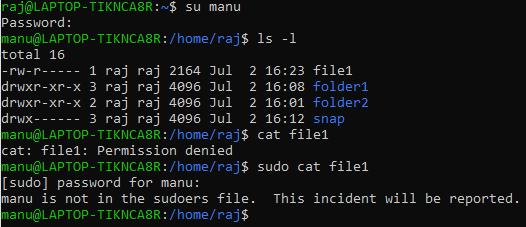 raj@LAPTOP-TIKNCA8R:~$ su manu
Password:
manu@LAPTOP-TIKNCA8R:/home/raj$ ls -l
total 16
-rw-r----- 1 raj raj 2164 Jul  2 16:23 file1
drwxr-xr-x 3 raj raj 4096 Jul  2 16:08 folder1
drwxr-xr-x 2 raj raj 4096 Jul  2 16:01 folder2
drwx------ 3 raj raj 4096 Jul  2 16:12 snap
manu@LAPTOP-TIKNCA8R:/home/raj$ cat file1
cat: file1: Permission denied
manu@LAPTOP-TIKNCA8R:/home/raj$ sudo cat file1
[sudo] password for manu:
manu is not in the sudoers file.  This incident will be reported.
manu@LAPTOP-TIKNCA8R:/home/raj$